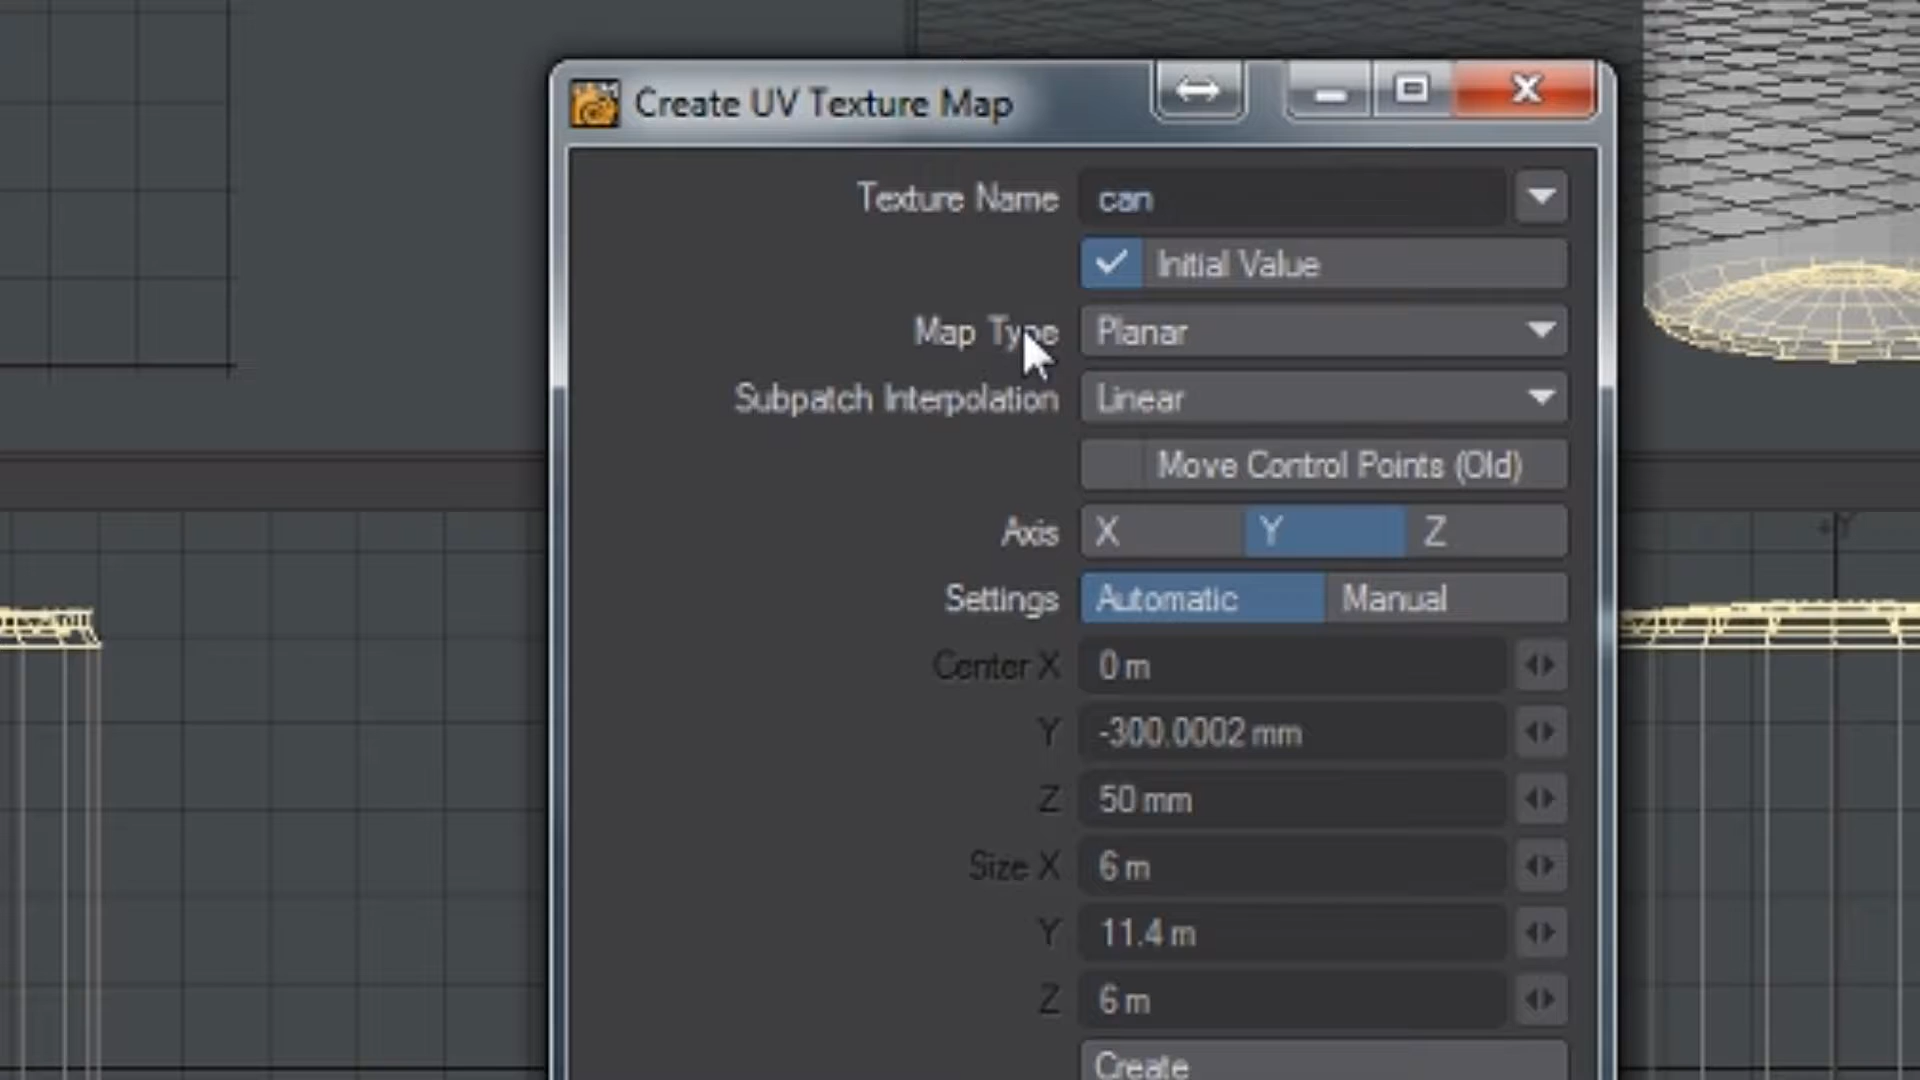 Create UV Texture Map
Texture Name can
Initial Value
Map Type Planar
Subpatch Interpolation Linear
Move Control Points (Old)
Axis X Y Z
Settings Automatic Manual
Center X 0 m
Y -300.0002 mm
Z 50 mm
Size X 6 m
Y 11.4 m
Z 6 m
Create